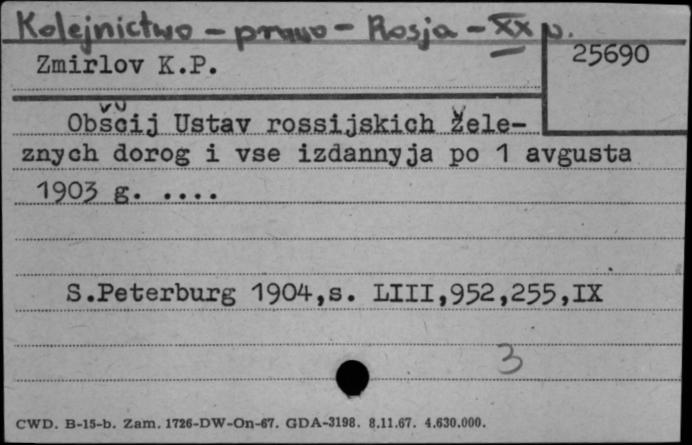 Kolejnictwo - prawo - Rosja - XX p.
Zmirlov K.P.
25690
Obščij Ustav rossijskich žele-
znych dorog i vse izdannyja po 1 avgusta
1903 g. ....
S.Peterburg 1904,s. LIII,952,255,IX
3
CWD. B-15-b. Zam. 1726-DW-On-67. GDA-3198. 8.11.67. 4.630.000.